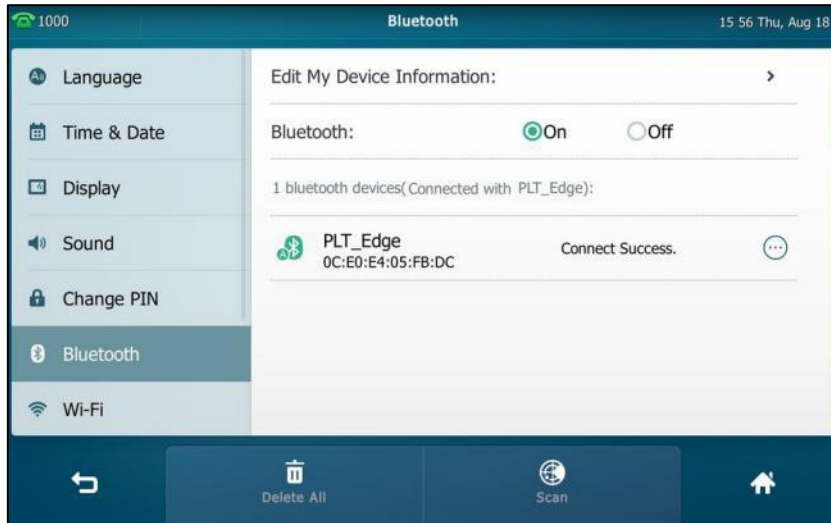 1000
Bluetooth
15 56 Thu, Aug 18
Language
Time & Date
Display
Sound
Change PIN
Bluetooth
Wi-Fi
Edit My Device Information:
Bluetooth:
On
Off
1 bluetooth devices(Connected with PLT_Edge):
PLT_Edge
0C:E0:E4:05:FB:DC
Connect Success.
Delete All
Scan